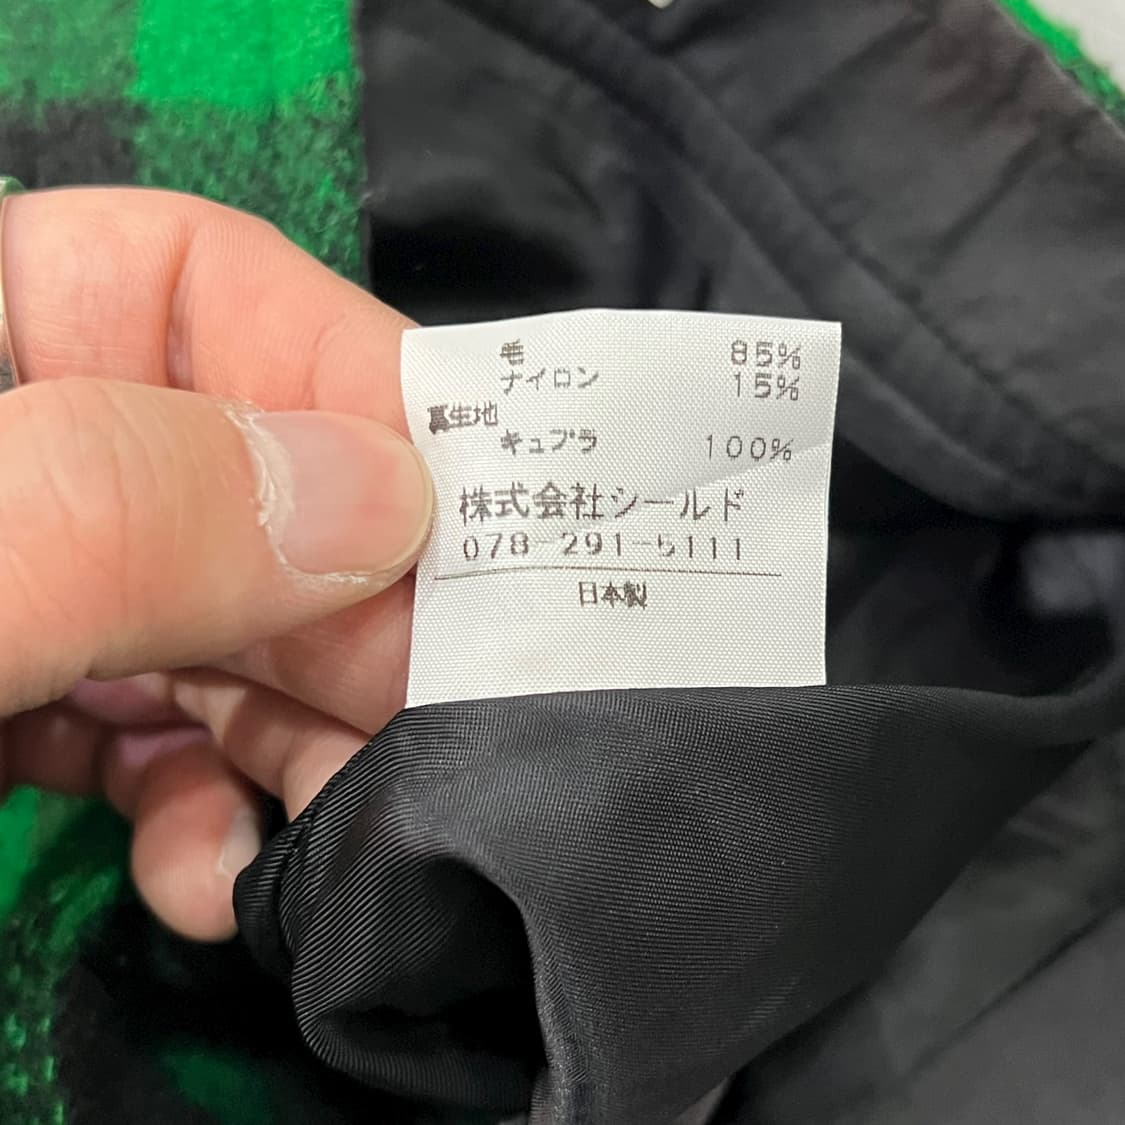 毛 85%
ナイロン 15%
裏生地
キュプラ 100%
株式会社シールド
078-291-5111
日本製